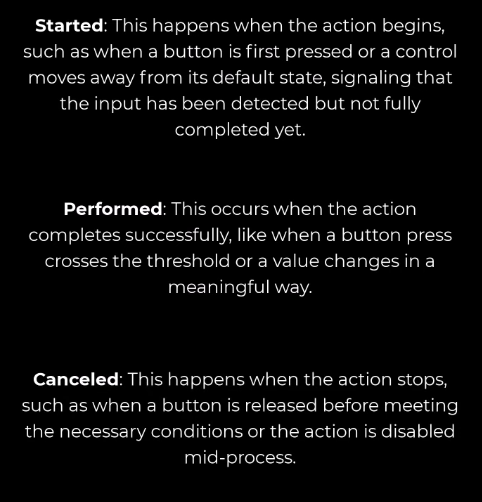 Started: This happens when the action begins,
such as when a button is first pressed or a control
moves away from its default state, signaling that
the input has been detected but not fully
completed yet.
Performed: This occurs when the action
completes successfully, like when a button press
crosses the threshold or a value changes in a
meaningful way.
Canceled: This happens when the action stops,
such as when a button is released before meeting
the necessary conditions or the action is disabled
mid-process.